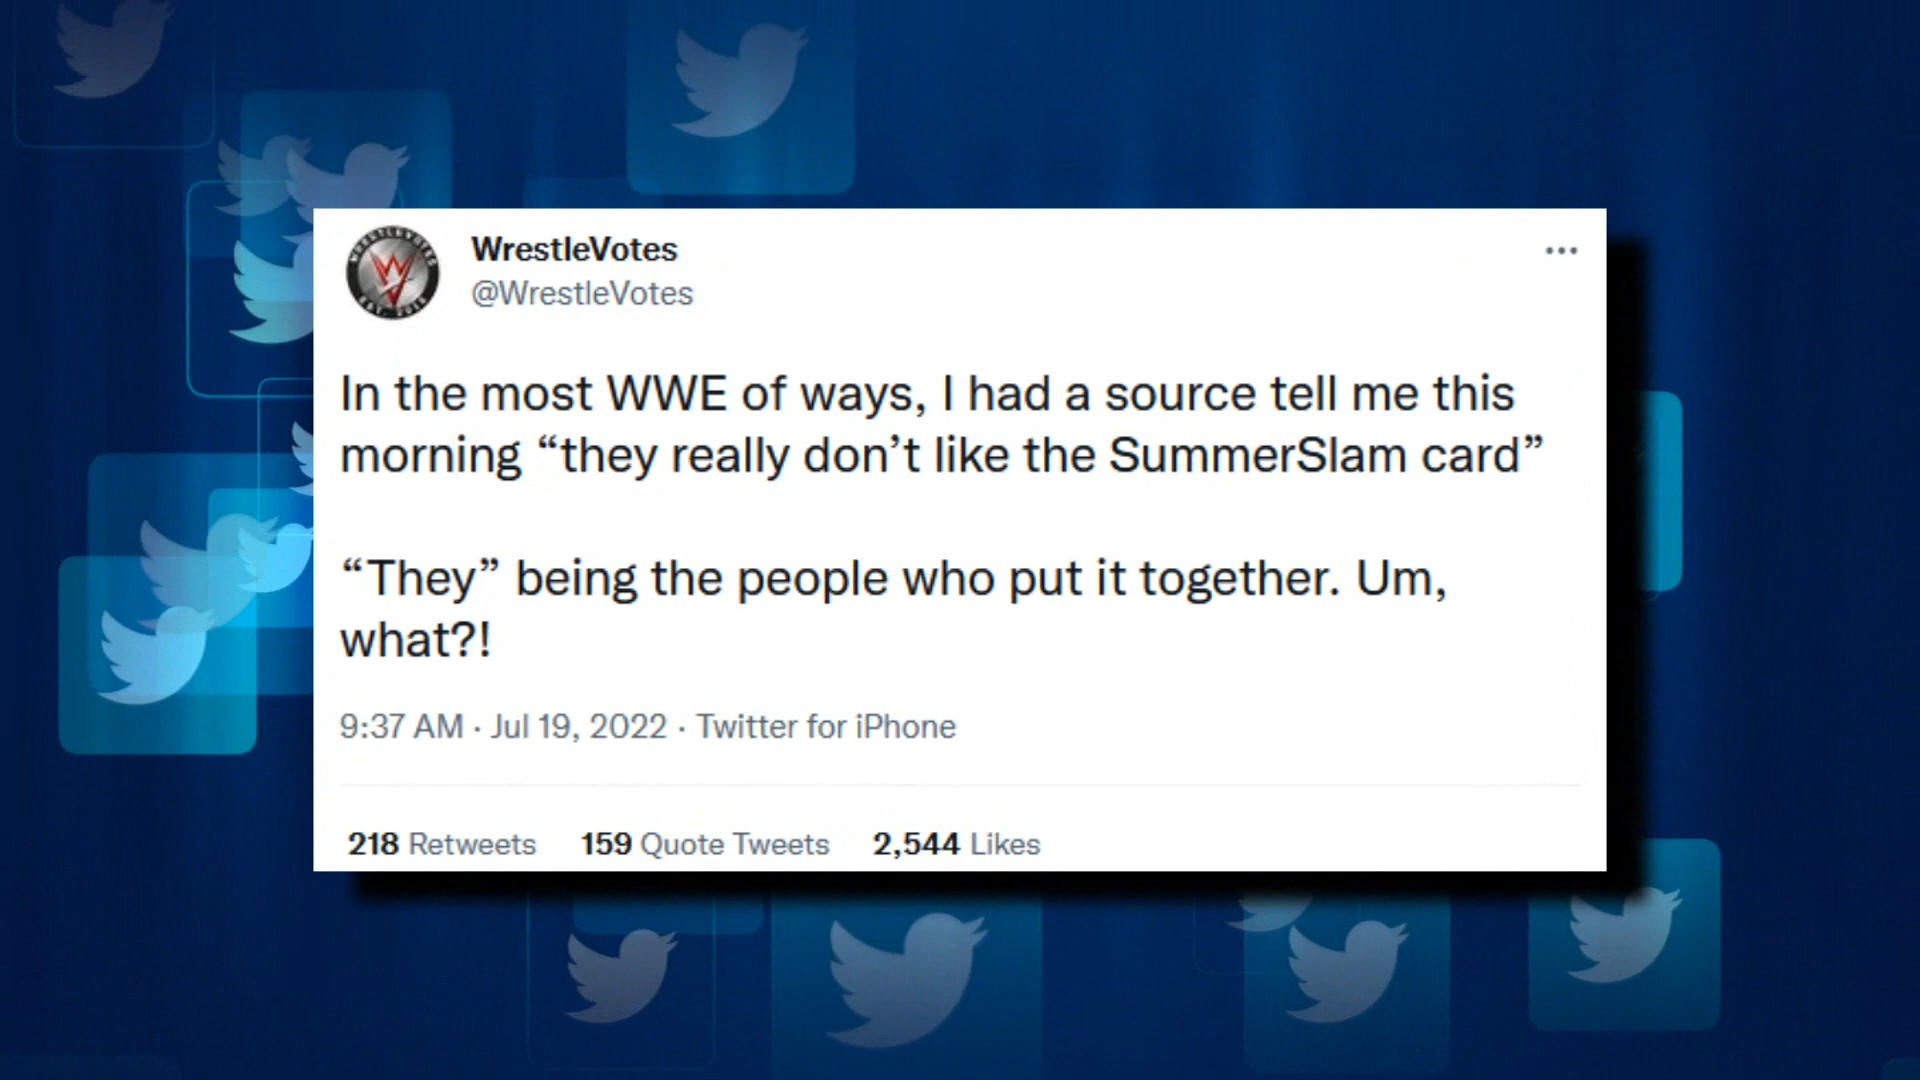 WrestleVotes
@WrestleVotes
In the most WWE of ways, I had a source tell me this
morning “they really don’t like the SummerSlam card”
“They” being the people who put it together. Um,
what?!
9:37 AM · Jul 19, 2022 · Twitter for iPhone
218 Retweets 159 Quote Tweets 2,544 Likes